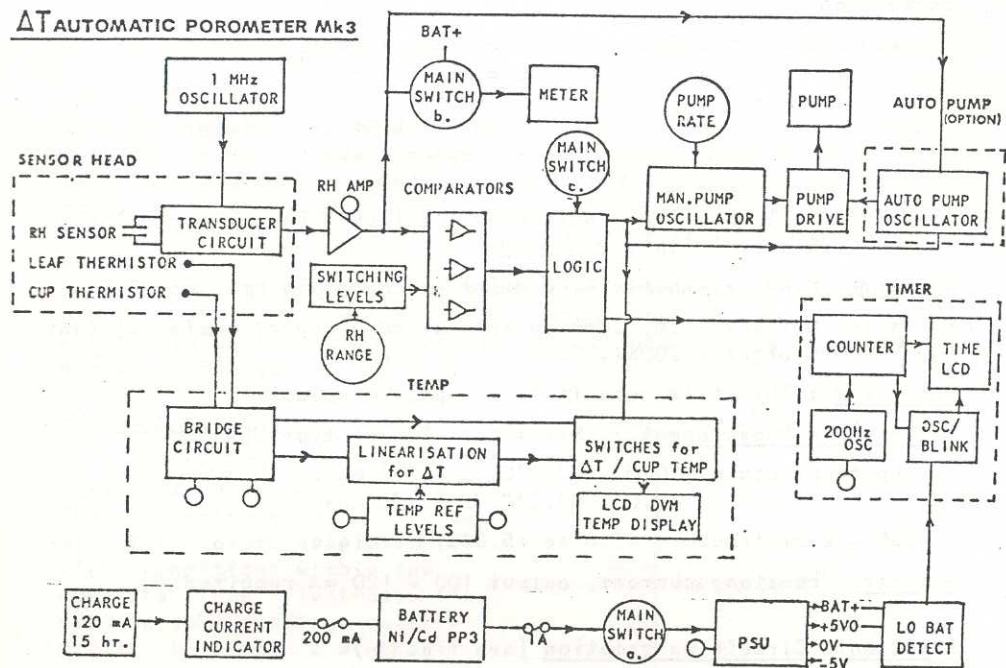 ΔT AUTOMATIC POROMETER Mk3
BAT+
1 MHz
OSCILLATOR
MAIN
SWITCH
b.
METER
PUMP
RATE
PUMP
AUTO PUMP
(OPTION)
SENSOR HEAD
RH AMP
COMPARATORS
MAIN
SWITCH
c.
TRANSDUCER
CIRCUIT
RH SENSOR
LEAF THERMISTOR
CUP THERMISTOR
MAN. PUMP
OSCILLATOR
PUMP
DRIVE
AUTO PUMP
OSCILLATOR
LOGIC
SWITCHING
LEVELS
RH
RANGE
TIMER
COUNTER
TIME
LCD
200Hz
OSC
OSC/
BLINK
TEMP
BRIDGE
CIRCUIT
LINEARISATION
for ΔT
SWITCHES for
ΔT / CUP TEMP
TEMP REF
LEVELS
LCD DVM
TEMP DISPLAY
CHARGE
120 mA
15 hr.
CHARGE
CURRENT
INDICATOR
200 mA
BATTERY
Ni/Cd PP3
1A
MAIN
SWITCH
a.
PSU
BAT+
+5V0
0V
-5V
LO BAT
DETECT